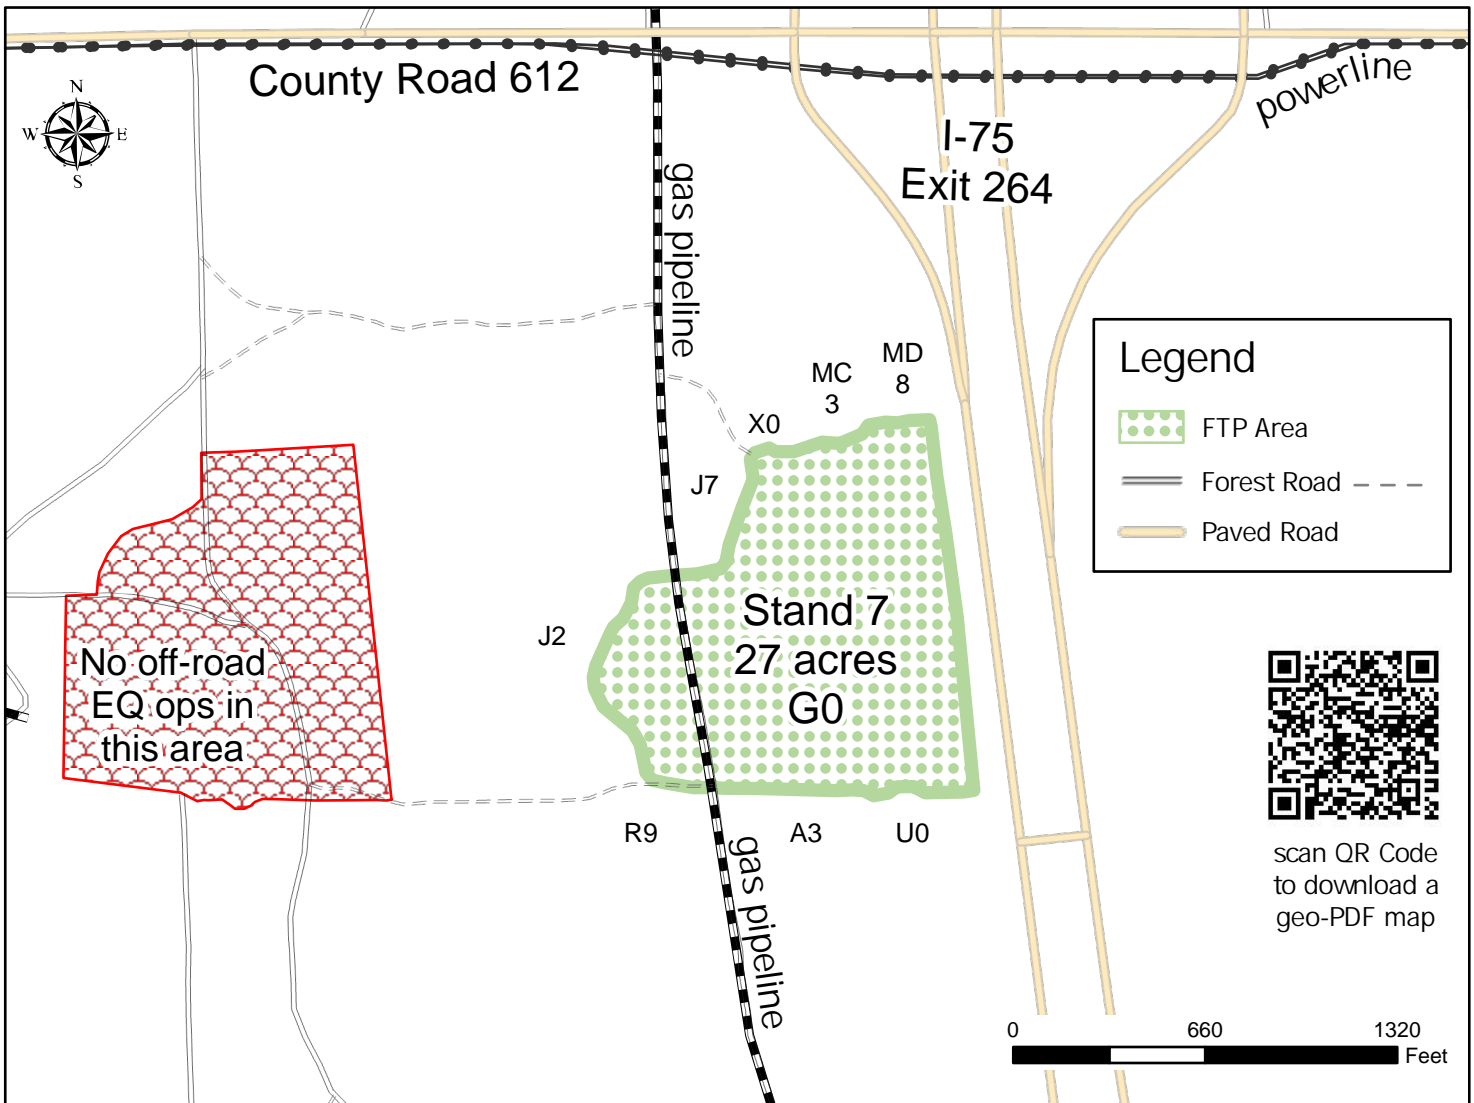 County Road 612
powerline
N
W E
S
I-75
Exit 264
gas pipeline
MD
8
MC
3
X0
J7
Legend
FTP Area
Forest Road
Paved Road
Stand 7
27 acres
G0
J2
No off-road
EQ ops in
this area
R9
A3
U0
gas pipeline
scan QR Code
to download a
geo-PDF map
0 660 1320
Feet